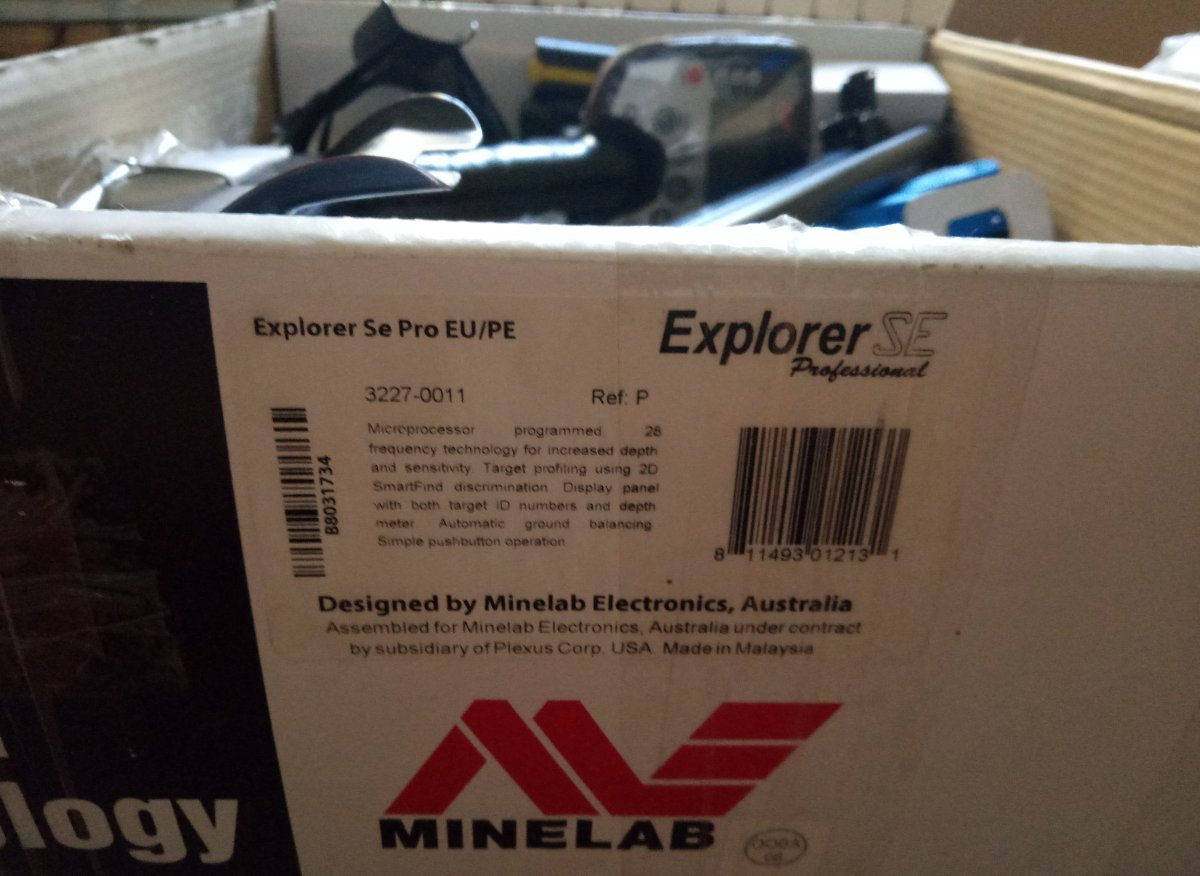 Explorer Se Pro EU/PE
Explorer SE
Professional
3227-0011 Ref: P
Microprocessor programmed 28
frequency technology for increased depth
and sensitivity. Target profiling using 2D
SmartFind discrimination. Display panel
with both target ID numbers and depth
meter. Automatic ground balancing
Simple pushbutton operation
88031734
8 11493 01213 1
Designed by Minelab Electronics, Australia
Assembled for Minelab Electronics, Australia under contract
by subsidiary of Plexus Corp. USA. Made in Malaysia
MINELAB
logy